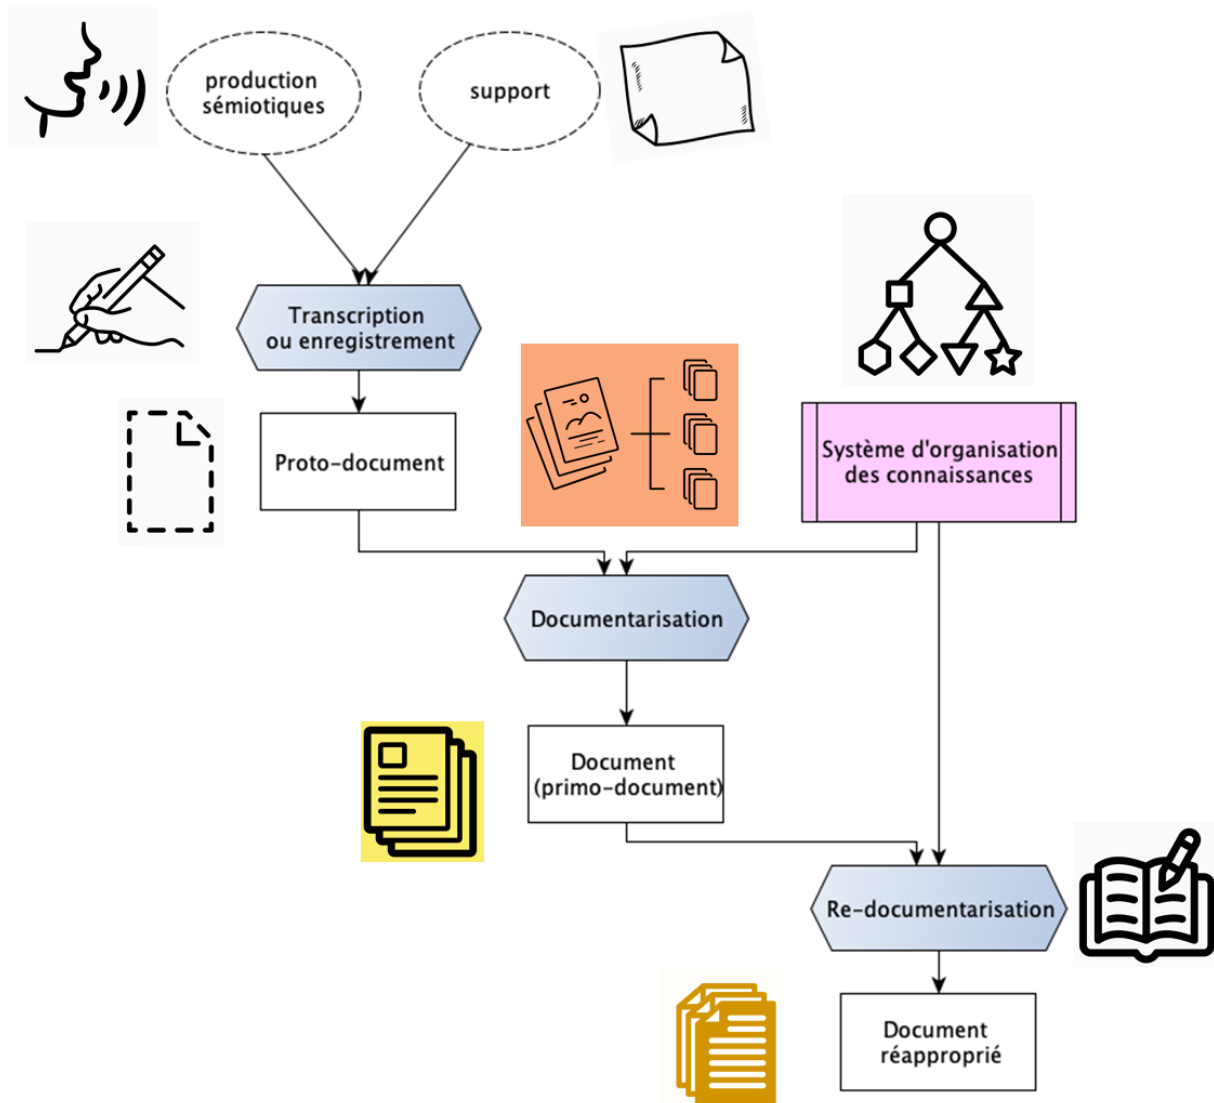 production
sémiotiques
support
Transcription
ou enregistrement
Proto-document
Système d'organisation
des connaissances
Documentarisation
Document
(primo-document)
Re-documentarisation
Document
réapproprié